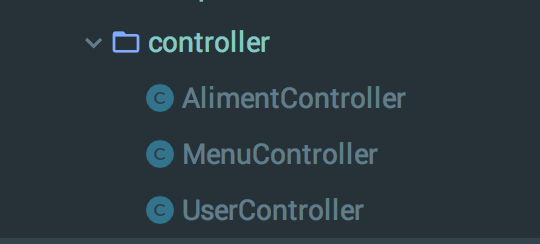 controller
C AlimentController
C MenuController
C UserController